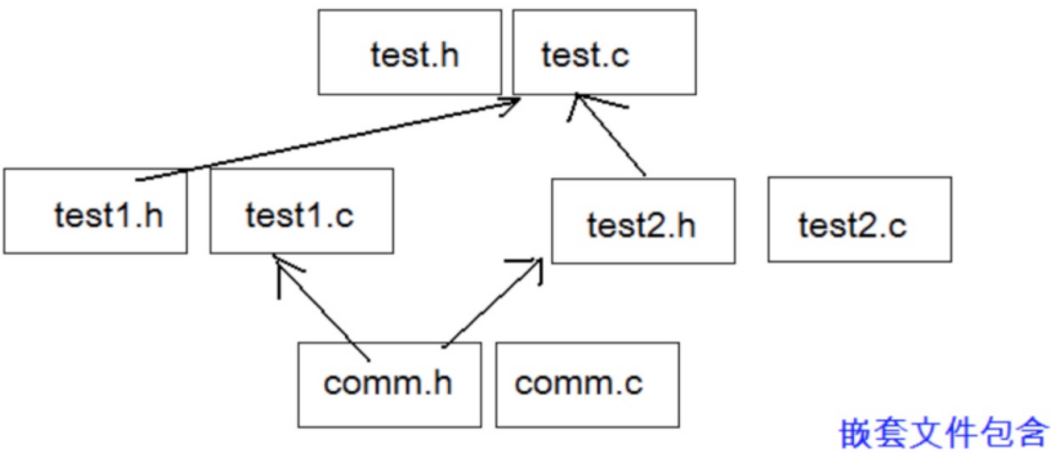 test.h test.c
test1.h test1.c test2.h test2.c
comm.h comm.c
嵌套文件包含